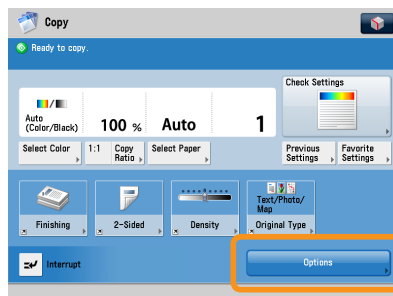 Copy
Ready to copy.
Check Settings
Auto
(Color/Black)
100 %
Auto
1
Select Color
1:1
Copy
Ratio
Select Paper
Previous
Settings
Favorite
Settings
Finishing
2-Sided
Density
Text/Photo/
Map
Original Type
Interrupt
Options